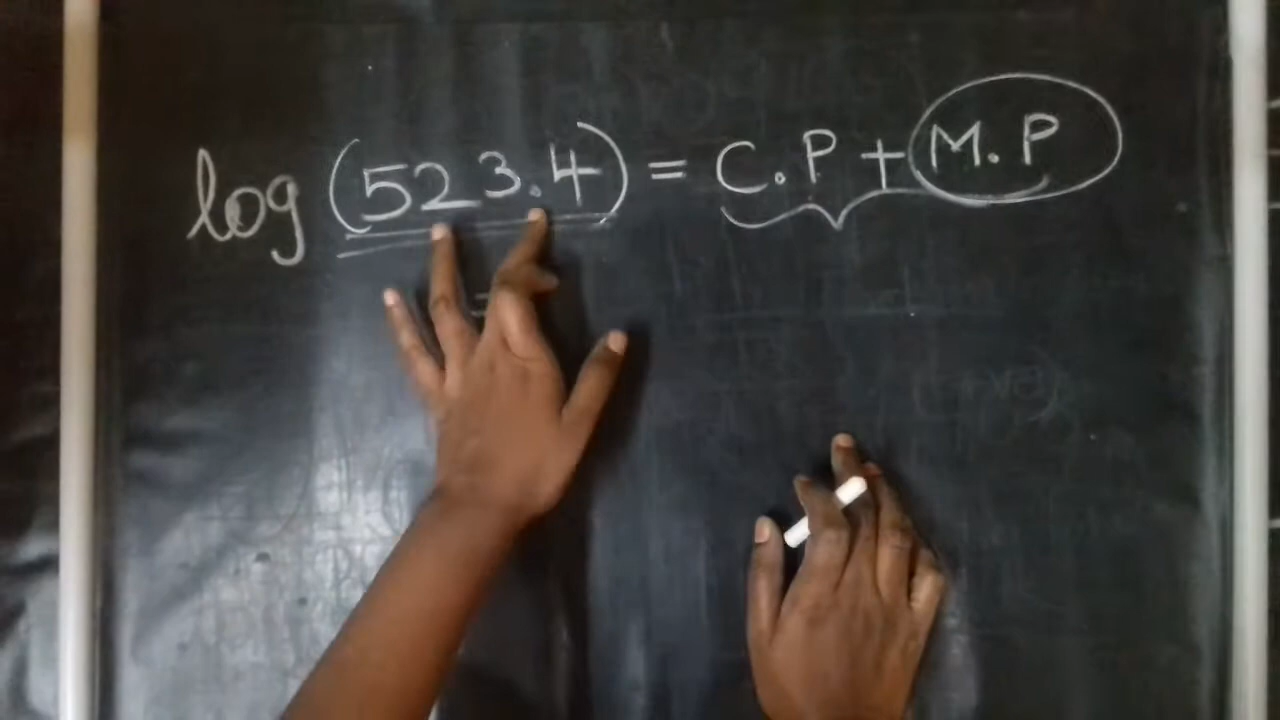 log (523.4) = C.P + M.P